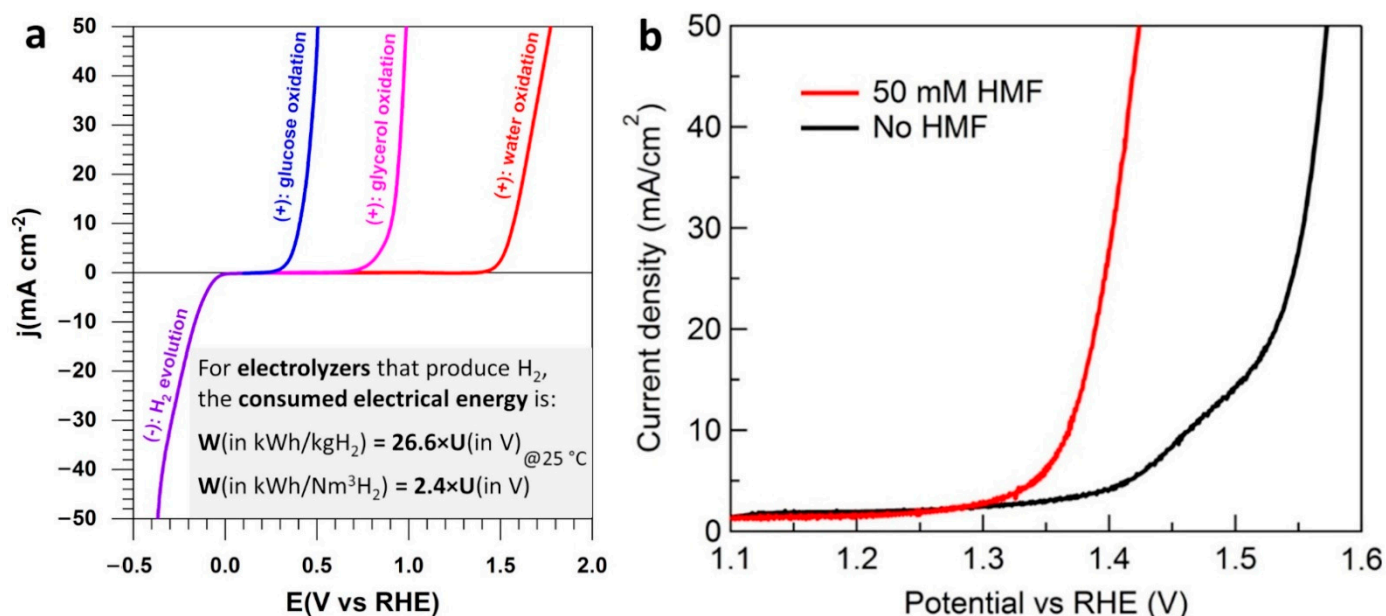 a
50
40
30
20
10
0
−10
−20
−30
−40
−50
j(mA cm-2)
(+): glucose oxidation
(+): glycerol oxidation
(+): water oxidation
(-): H2 evolution
For electrolyzers that produce H2,
the consumed electrical energy is:
W(in kWh/kgH2) = 26.6×U(in V)@25 °C
W(in kWh/Nm3H2) = 2.4×U(in V)
−0.5 0.0 0.5 1.0 1.5 2.0
E(V vs RHE)
b
50
40
30
20
10
0
Current density (mA/cm2)
50 mM HMF
No HMF
1.1 1.2 1.3 1.4 1.5 1.6
Potential vs RHE (V)